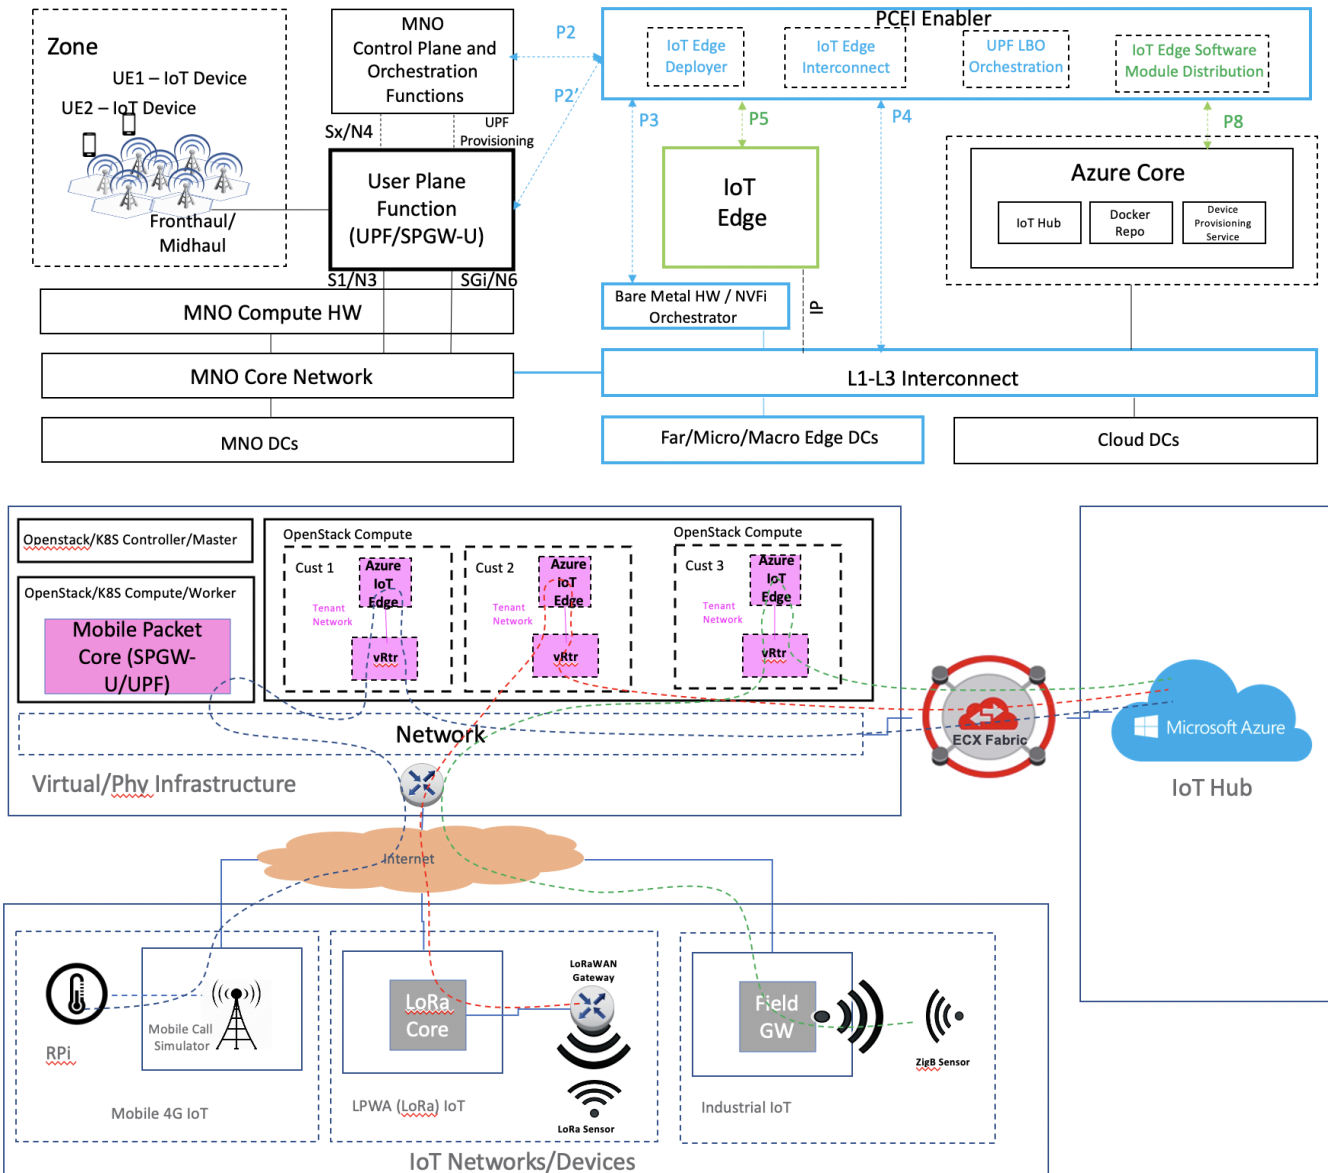 Zone
UE1 – IoT Device
UE2 – IoT Device
Fronthaul/
Midhaul
MNO
Control Plane and
Orchestration
Functions
Sx/N4
UPF
Provisioning
User Plane
Function
(UPF/SPGW-U)
S1/N3
SGi/N6
MNO Compute HW
MNO Core Network
MNO DCs
P2
P2’
PCEI Enabler
IoT Edge
Deployer
IoT Edge
Interconnect
UPF LBO
Orchestration
IoT Edge Software
Module Distribution
P3
P5
P4
P8
IoT
Edge
Azure Core
IoT Hub
Docker
Repo
Device
Provisioning
Service
Bare Metal HW / NVFi
Orchestrator
IP
L1-L3 Interconnect
Far/Micro/Macro Edge DCs
Cloud DCs
Openstack/K8S Controller/Master
OpenStack/K8S Compute/Worker
Mobile Packet
Core (SPGW-
U/UPF)
OpenStack Compute
Cust 1
Azure
IoT
Edge
Tenant
Network
vRtr
Cust 2
Azure
IoT
Edge
Tenant
Network
vRtr
OpenStack Compute
Cust 3
Azure
IoT
Edge
Tenant
Network
vRtr
Network
Virtual/Phy Infrastructure
ECX Fabric
Microsoft Azure
IoT Hub
Internet
RPi
Mobile Call
Simulator
Mobile 4G IoT
LoRa
Core
LoRaWAN
Gateway
LoRa Sensor
LPWA (LoRa) IoT
Field
GW
ZigB Sensor
Industrial IoT
IoT Networks/Devices